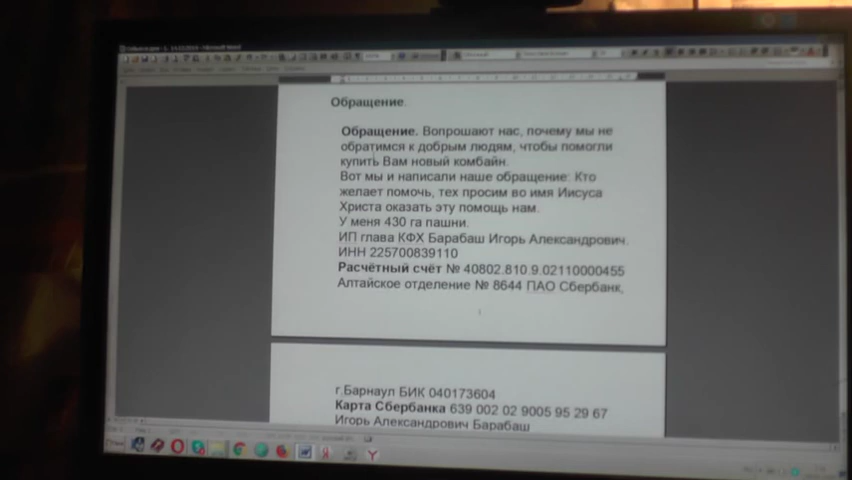 Обращение.
Обращение. Вопрошают нас, почему мы не
обратимся к добрым людям, чтобы помогли
купить Вам новый комбайн.
Вот мы и написали наше обращение: Кто
желает помочь, тех просим во имя Иисуса
Христа оказать эту помощь нам.
У меня 430 га пашни.
ИП глава КФХ Барабаш Игорь Александрович.
ИНН 225700839110
Расчётный счёт № 40802.810.9.02110000455
Алтайское отделение № 8644 ПАО Сбербанк,
1
г.Барнаул БИК 040173604
Карта Сбербанка 639 002 02 9005 95 29 67
Игорь Александрович Барабаш